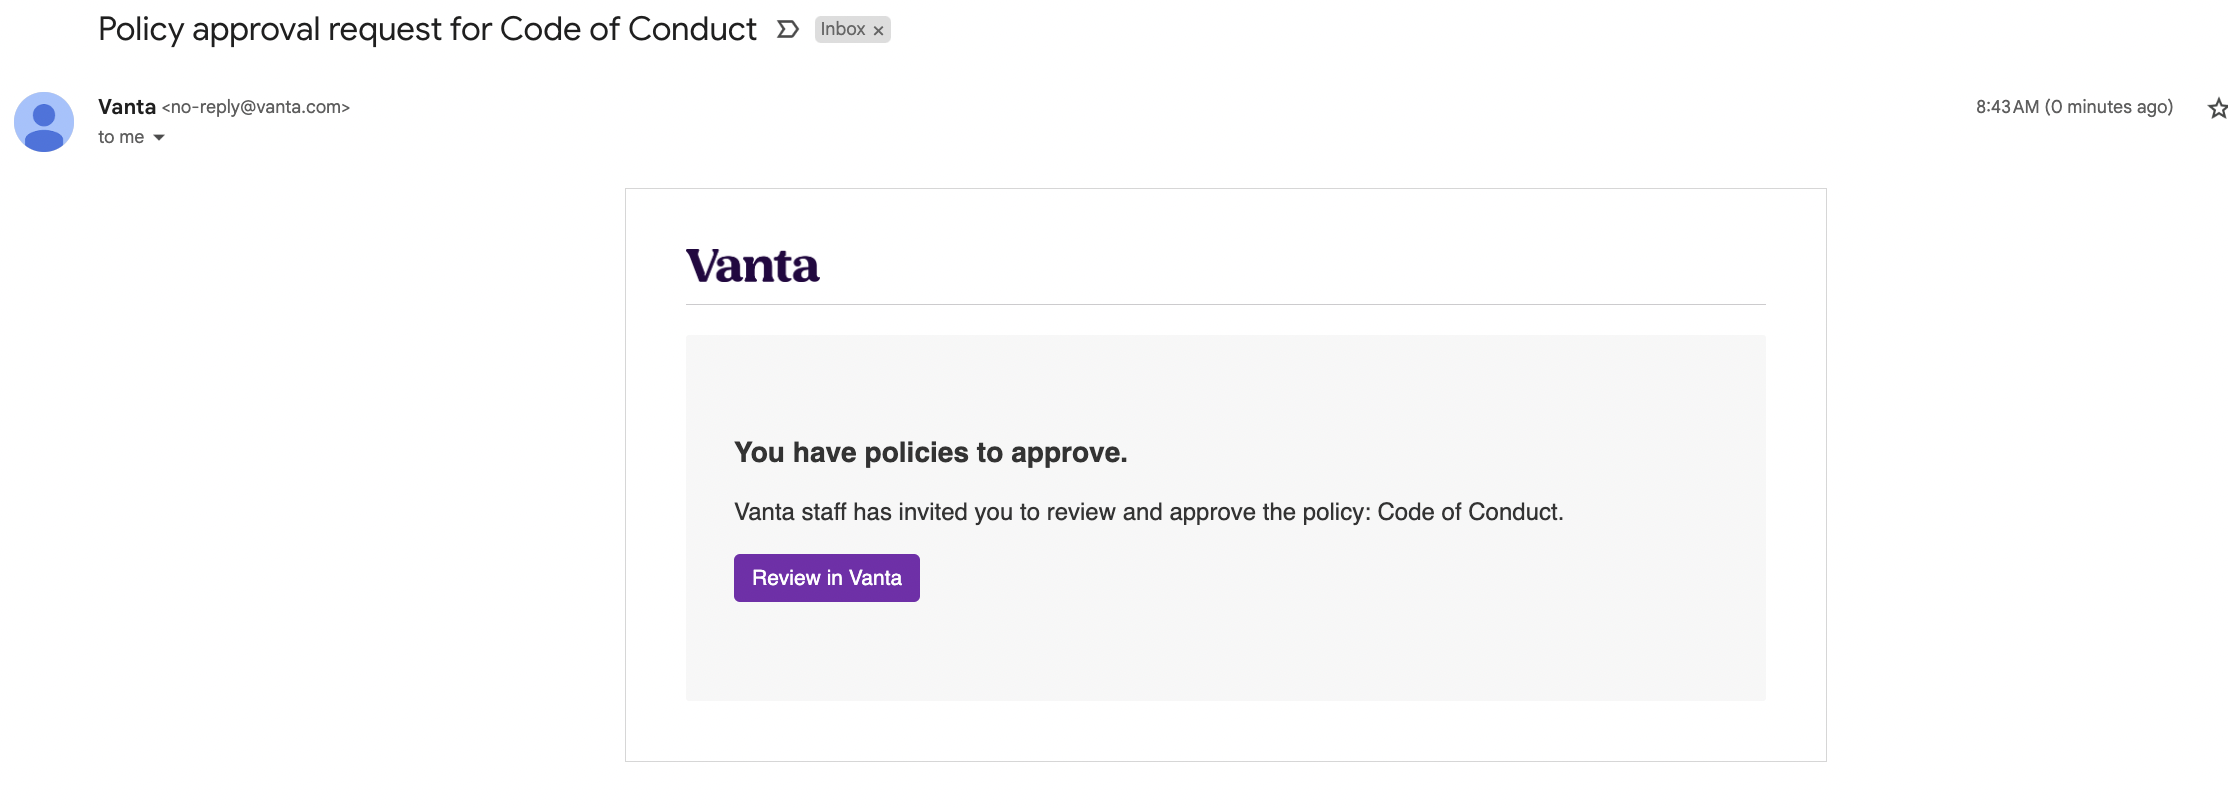 Policy approval request for Code of Conduct Inbox ×
Vanta <no-reply@vanta.com> 8:43 AM (0 minutes ago)
to me
Vanta
You have policies to approve.
Vanta staff has invited you to review and approve the policy: Code of Conduct.
Review in Vanta